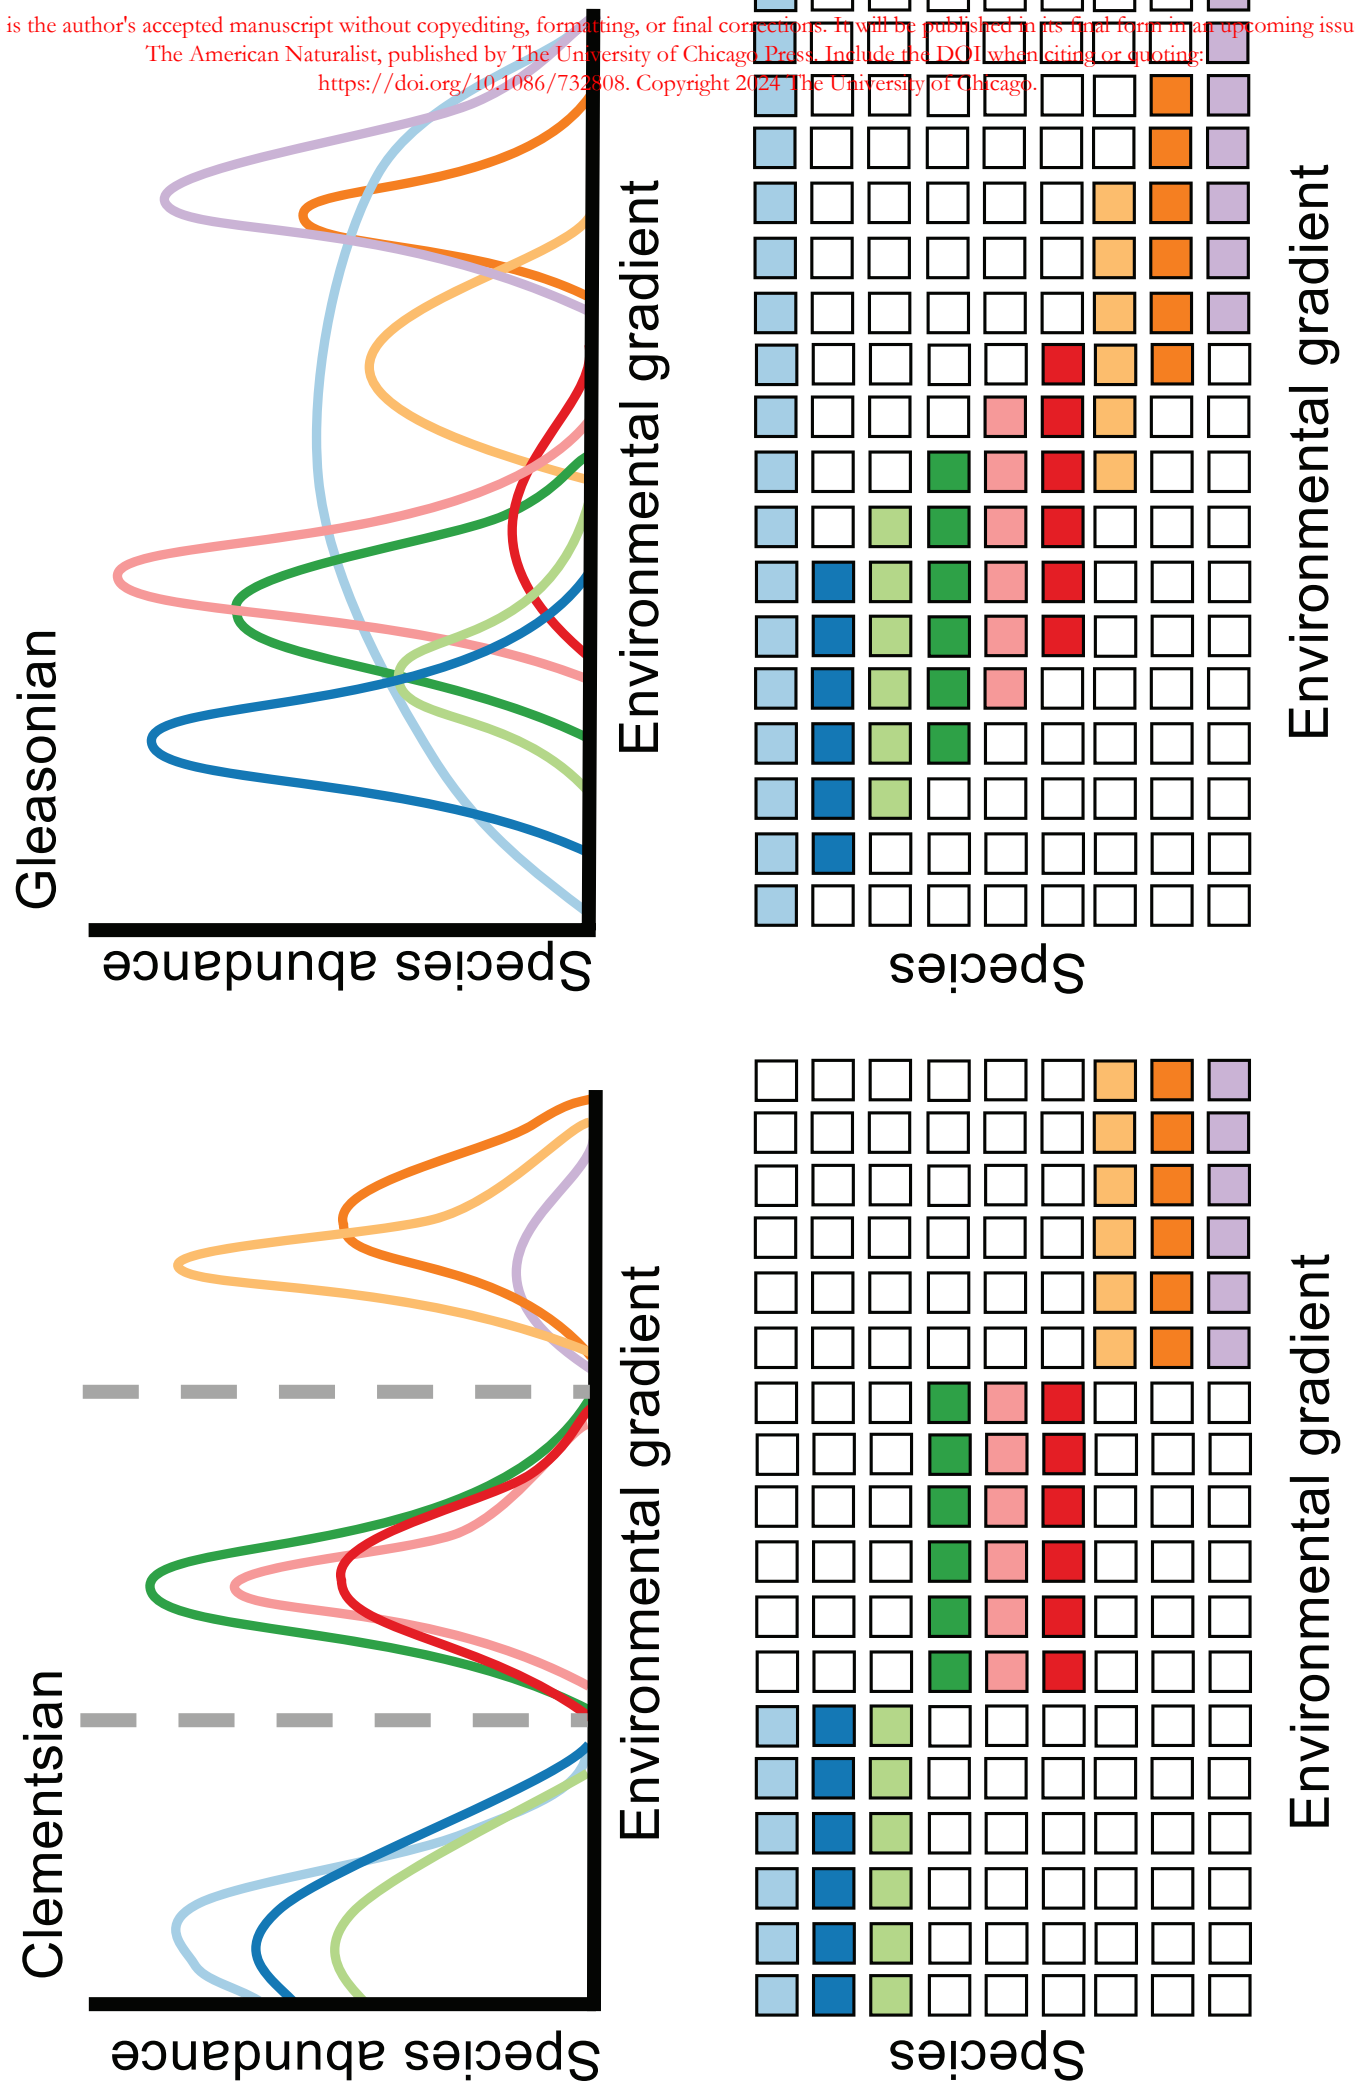 is the author's accepted manuscript without copyediting, formatting, or final corrections. It will be published in its final form in an upcoming issu
The American Naturalist, published by The University of Chicago Press. Include the DOI when citing or quoting:
https://doi.org/10.1086/732808. Copyright 2024 The University of Chicago.
Clementsian
Species abundance
Environmental gradient
Species
Environmental gradient
Gleasonian
Species abundance
Environmental gradient
Species
Environmental gradient